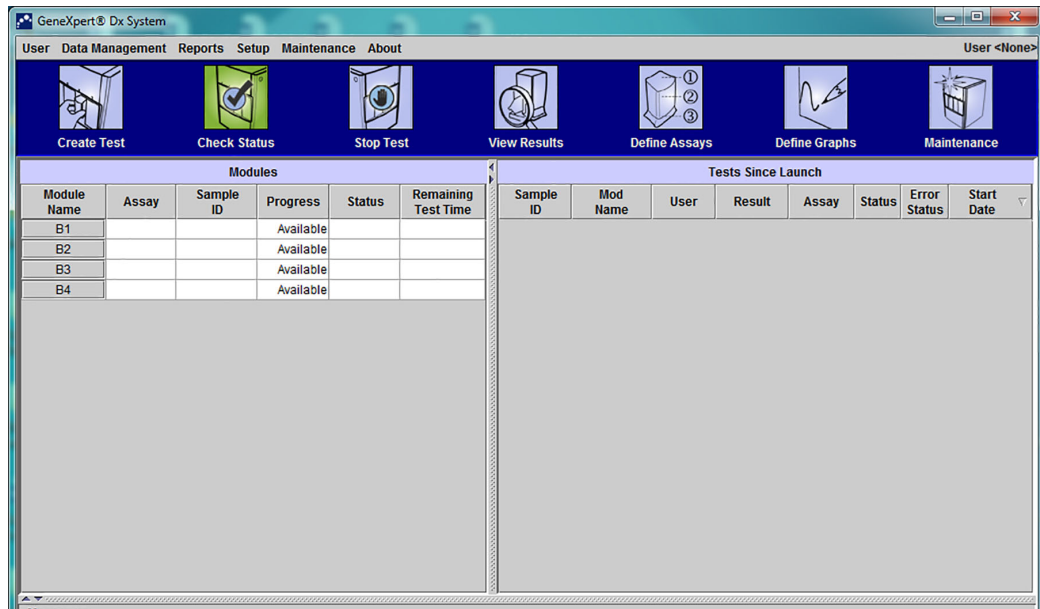 GeneXpert® Dx System
User Data Management Reports Setup Maintenance About User <None>
Create Test Check Status Stop Test View Results ① ② ③ Define Assays Define Graphs Maintenance
Modules
Module Name Assay Sample ID Progress Status Remaining Test Time
B1 Available
B2 Available
B3 Available
B4 Available
Tests Since Launch
Sample ID Mod Name User Result Assay Status Error Status Start Date